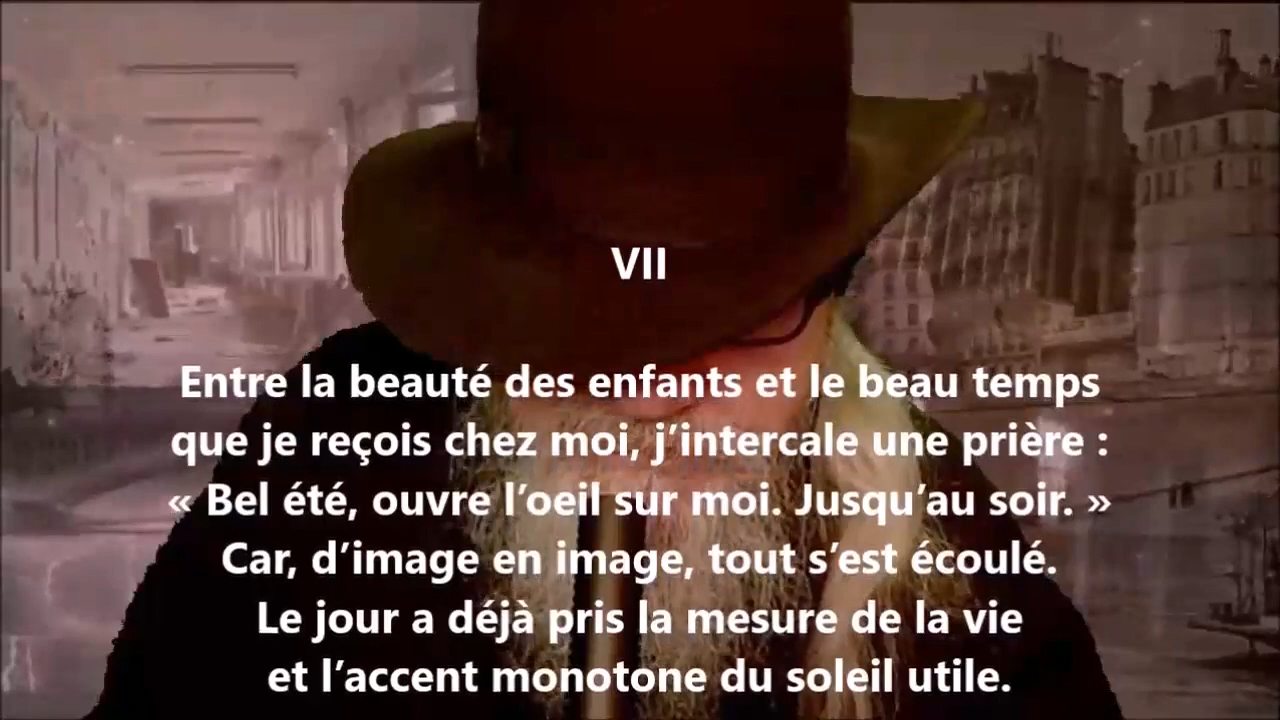 VII
Entre la beauté des enfants et le beau temps
que je reçois chez moi, j’intercale une prière :
« Bel été, ouvre l’oeil sur moi. Jusqu’au soir. »
Car, d’image en image, tout s’est écoulé.
Le jour a déjà pris la mesure de la vie
et l’accent monotone du soleil utile.